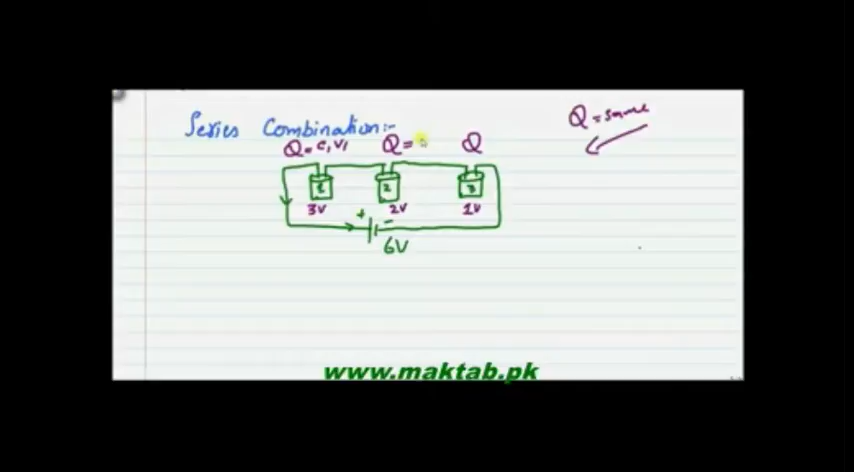 Series Combination:-
Q = same
Q = C₁V₁ Q = Q
1 2 3
3V 2V 1V
+ -
6V
www.maktab.pk